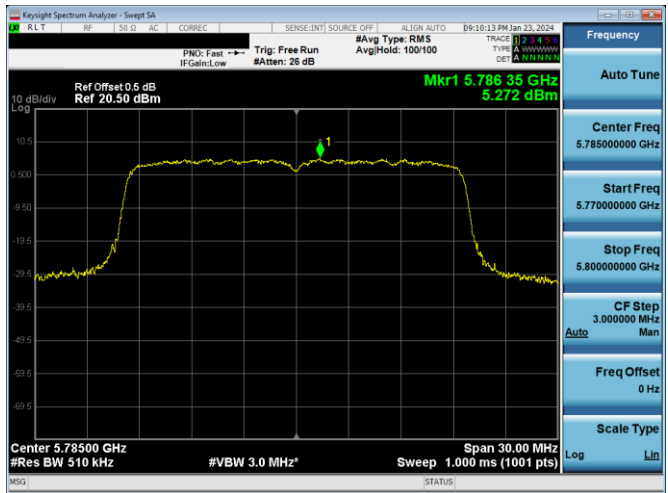 Keysight Spectrum Analyzer - Swept SA
R L T RF 50 Ω AC CORREC SENSE:INT SOURCE OFF ALIGN AUTO 09:10:13 PM Jan 23, 2024
PNO: Fast
IFGain:Low
Trig: Free Run
#Atten: 26 dB
#Avg Type: RMS
Avg|Hold: 100/100
TRACE 1 2 3 4 5 6
TYPE A WWWWW
DET A N N N N N
Mkr1 5.786 35 GHz
5.272 dBm
Ref Offset 0.5 dB
10 dB/div Ref 20.50 dBm
Log
1
10.5
0.500
-9.50
-19.5
-29.5
-39.5
-49.5
-59.5
-69.5
Center 5.78500 GHz Span 30.00 MHz
#Res BW 510 kHz #VBW 3.0 MHz* Sweep 1.000 ms (1001 pts)
MSG STATUS
Frequency
Auto Tune
Center Freq
5.785000000 GHz
Start Freq
5.770000000 GHz
Stop Freq
5.800000000 GHz
CF Step
3.000000 MHz
Auto Man
Freq Offset
0 Hz
Scale Type
Log Lin